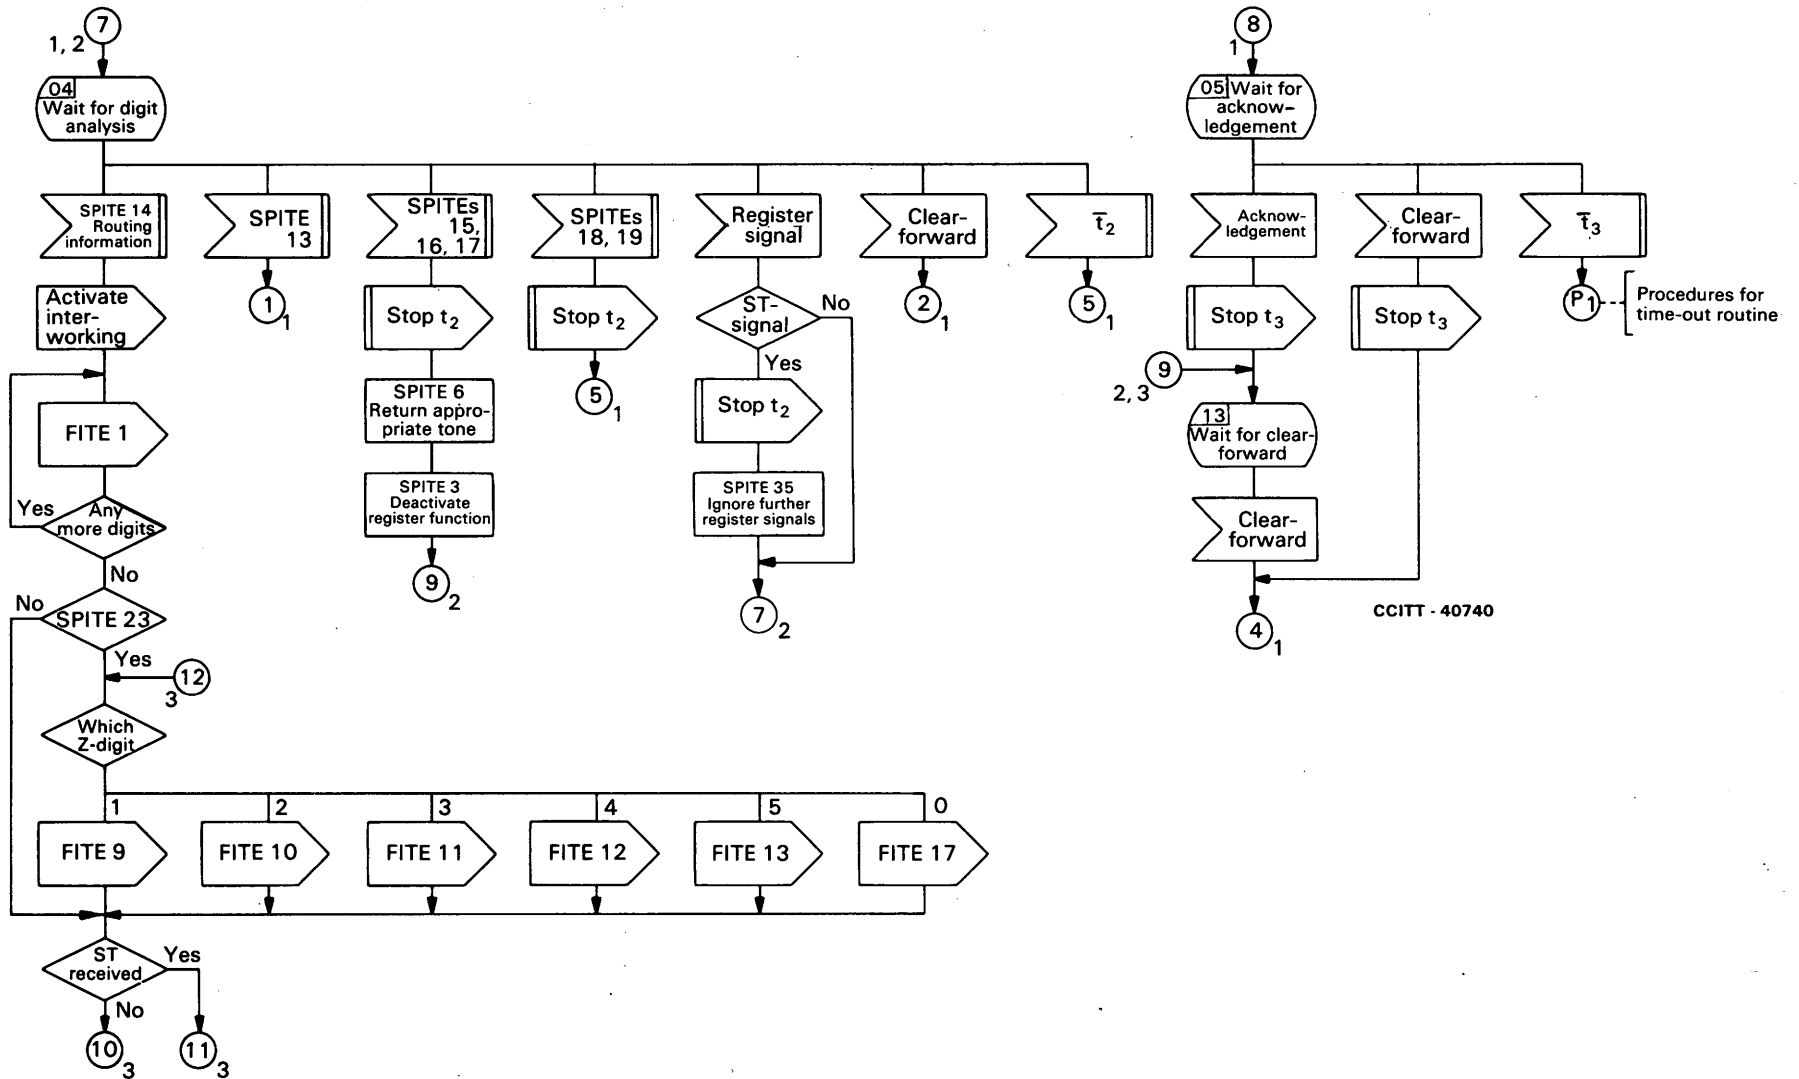 7
1, 2
04
Wait for digit
analysis
SPITE 14
Routing
information
SPITE
13
SPITEs
15,
16, 17
SPITEs
18, 19
Register
signal
Clear-
forward
t̅2
Activate
inter-
working
1
1
Stop t2
Stop t2
ST-
signal
No
Yes
2
1
5
1
FITE 1
SPITE 6
Return appro-
priate tone
5
1
Stop t2
Any
more digits
Yes
No
SPITE 3
Deactivate
register function
SPITE 35
Ignore further
register signals
9
2
7
2
SPITE 23
No
Yes
12
3
Which
Z-digit
1
2
3
4
5
0
FITE 9
FITE 10
FITE 11
FITE 12
FITE 13
FITE 17
ST
received
Yes
No
10
3
11
3
8
1
05
Wait for
acknow-
ledgement
Acknow-
ledgement
Clear-
forward
t̅3
Stop t3
Stop t3
P1
Procedures for
time-out routine
9
2, 3
13
Wait for clear-
forward
Clear-
forward
4
1
CCITT - 40740